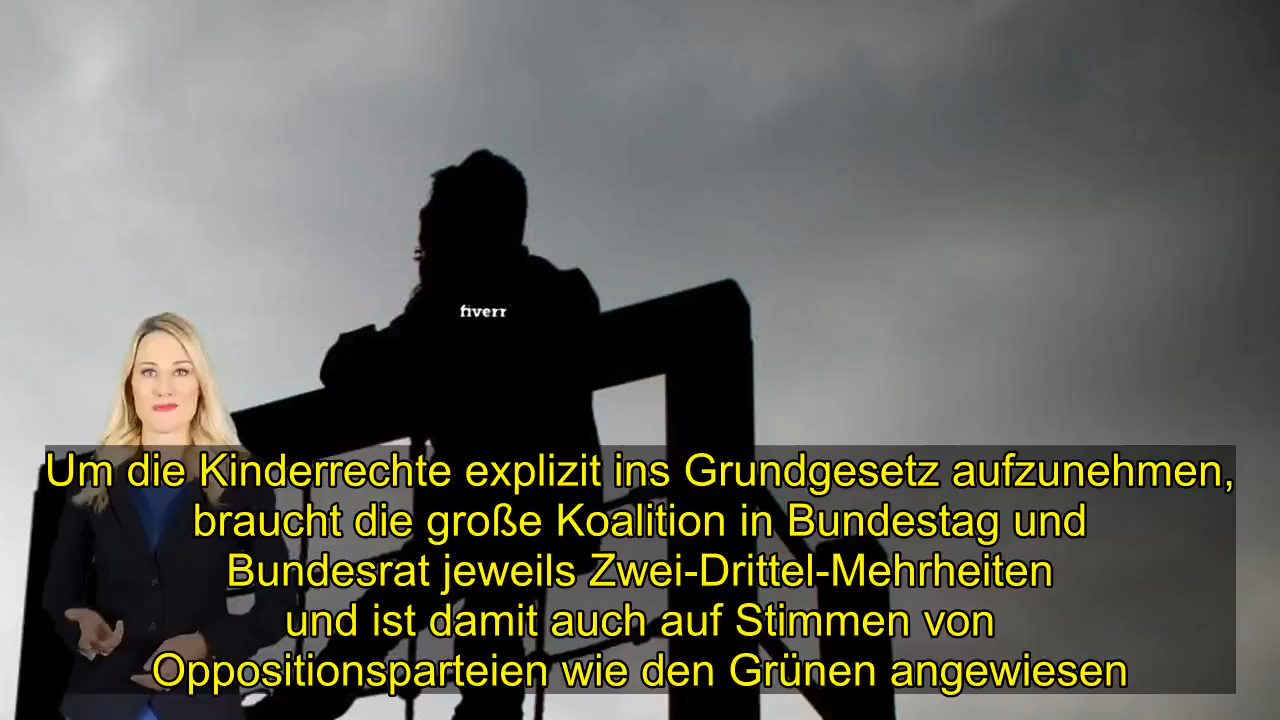 fiverr
Um die Kinderrechte explizit ins Grundgesetz aufzunehmen,
braucht die große Koalition in Bundestag und
Bundesrat jeweils Zwei-Drittel-Mehrheiten
und ist damit auch auf Stimmen von
Oppositionsparteien wie den Grünen angewiesen